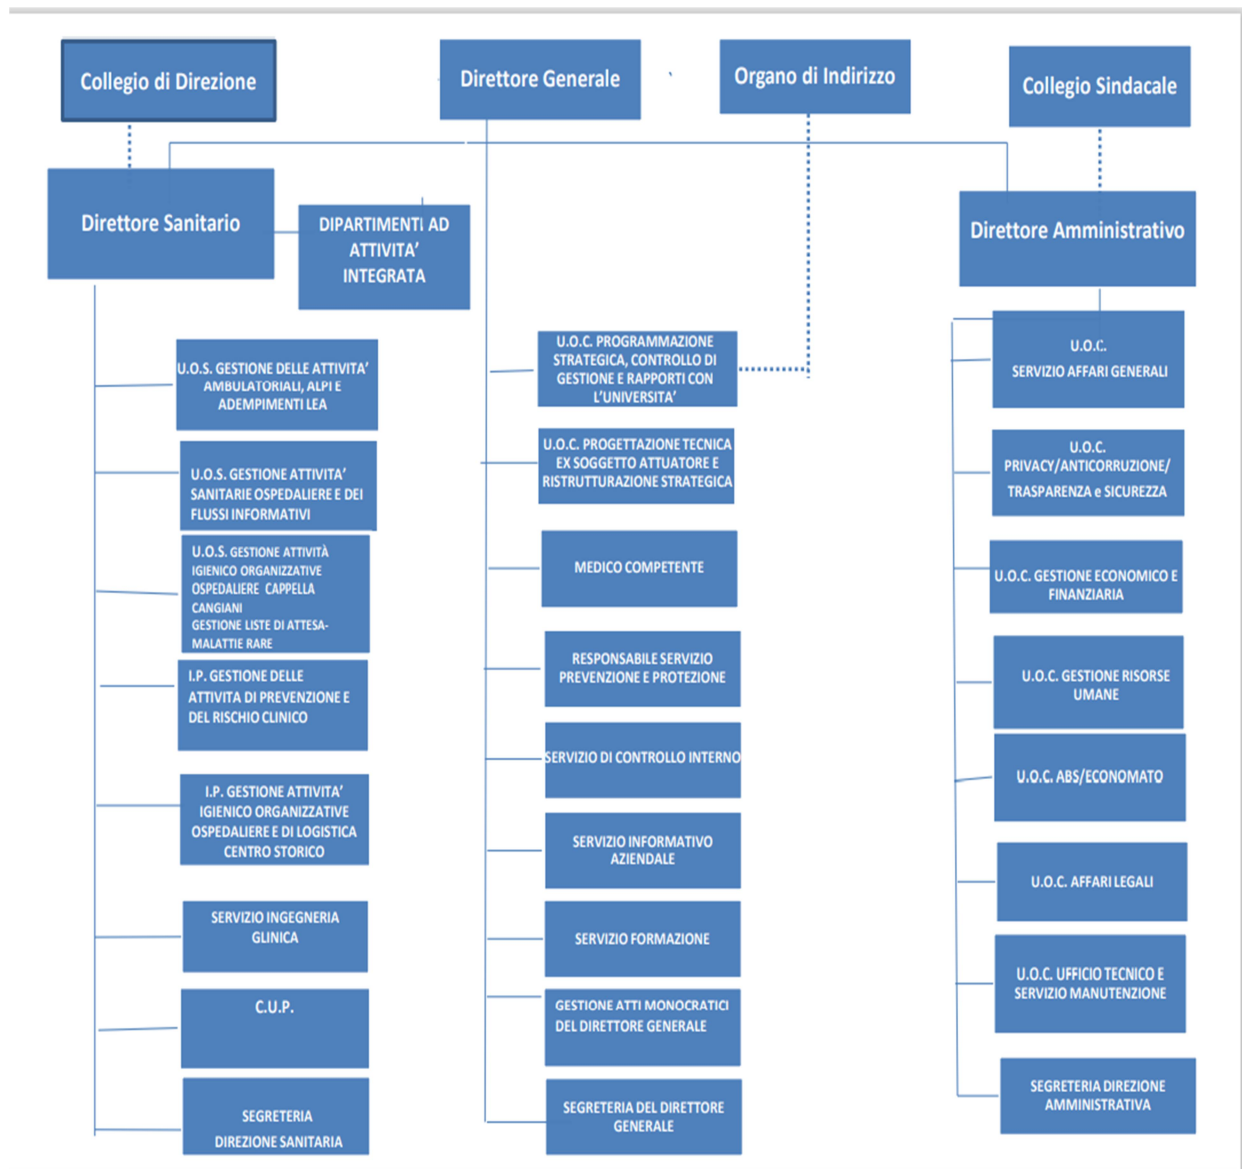 Collegio di Direzione
Direttore Generale
Organo di Indirizzo
Collegio Sindacale
Direttore Sanitario
DIPARTIMENTI AD
ATTIVITA’
INTEGRATA
Direttore Amministrativo
U.O.S. GESTIONE DELLE ATTIVITA’
AMBULATORIALI, ALPI E
ADEMPIMENTI LEA
U.O.S. GESTIONE ATTIVITA’
SANITARIE OSPEDALIERE E DEI
FLUSSI INFORMATIVI
U.O.S. GESTIONE ATTIVITÀ
IGIENICO ORGANIZZATIVE
OSPEDALIERE CAPPELLA
CANGIANI
GESTIONE LISTE DI ATTESA-
MALATTIE RARE
I.P. GESTIONE DELLE
ATTIVITA DI PREVENZIONE E
DEL RISCHIO CLINICO
I.P. GESTIONE ATTIVITA’
IGIENICO ORGANIZZATIVE
OSPEDALIERE E DI LOGISTICA
CENTRO STORICO
SERVIZIO INGEGNERIA
GLINICA
C.U.P.
SEGRETERIA
DIREZIONE SANITARIA
U.O.C. PROGRAMMAZIONE
STRATEGICA, CONTROLLO DI
GESTIONE E RAPPORTI CON
L’UNIVERSITA’
U.O.C. PROGETTAZIONE TECNICA
EX SOGGETTO ATTUATORE E
RISTRUTTURAZIONE STRATEGICA
MEDICO COMPETENTE
RESPONSABILE SERVIZIO
PREVENZIONE E PROTEZIONE
SERVIZIO DI CONTROLLO INTERNO
SERVIZIO INFORMATIVO
AZIENDALE
SERVIZIO FORMAZIONE
GESTIONE ATTI MONOCRATICI
DEL DIRETTORE GENERALE
SEGRETERIA DEL DIRETTORE
GENERALE
U.O.C.
SERVIZIO AFFARI GENERALI
U.O.C.
PRIVACY/ANTICORRUZIONE/
TRASPARENZA e SICUREZZA
U.O.C. GESTIONE ECONOMICO E
FINANZIARIA
U.O.C. GESTIONE RISORSE
UMANE
U.O.C. ABS/ECONOMATO
U.O.C. AFFARI LEGALI
U.O.C. UFFICIO TECNICO E
SERVIZIO MANUTENZIONE
SEGRETERIA DIREZIONE
AMMINISTRATIVA